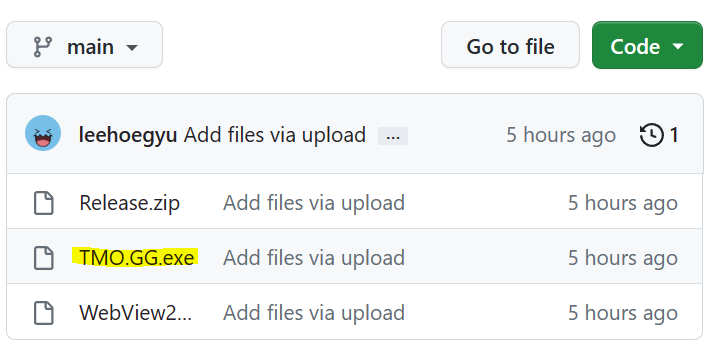 main Go to file Code
leehoegyu Add files via upload ... 5 hours ago 1
Release.zip Add files via upload 5 hours ago
TMO.GG.exe Add files via upload 5 hours ago
WebView2... Add files via upload 5 hours ago